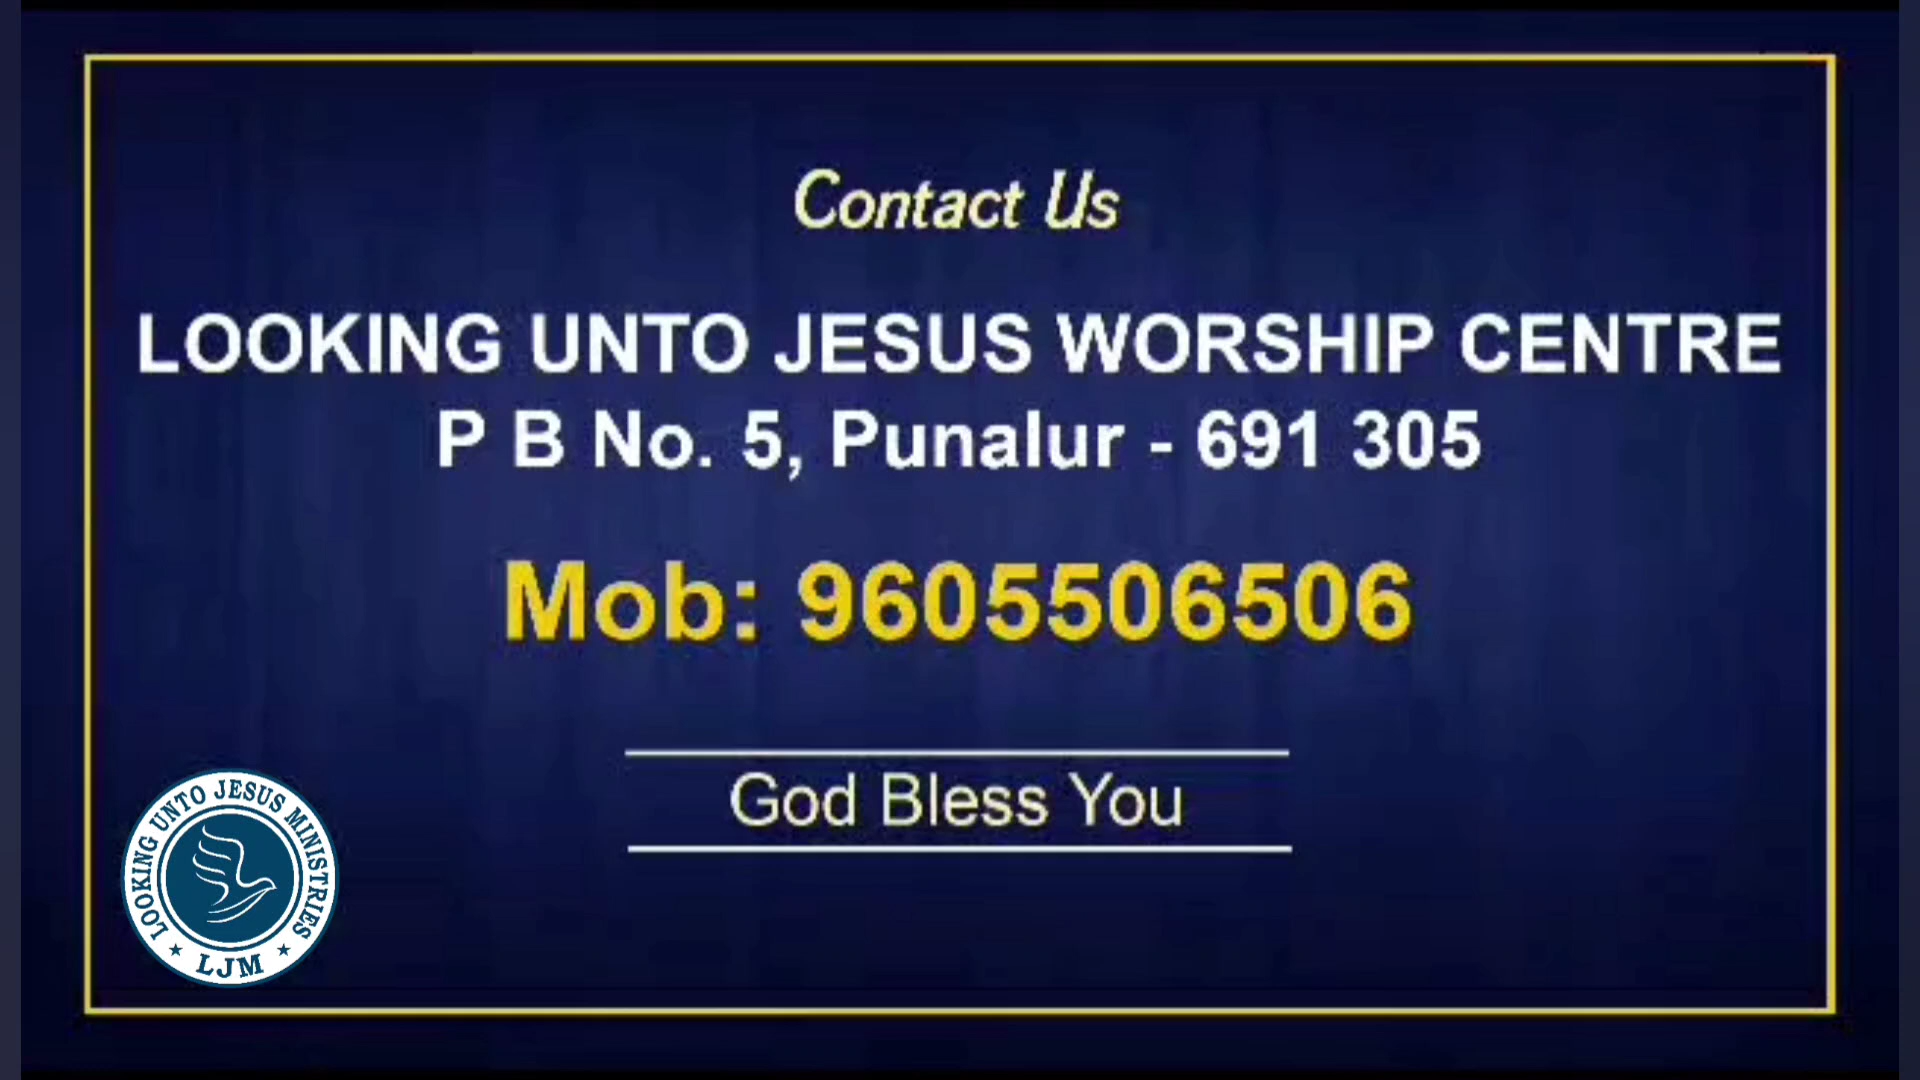 Contact Us
LOOKING UNTO JESUS WORSHIP CENTRE
P B No. 5, Punalur - 691 305
Mob: 9605506506
God Bless You
LOOKING UNTO JESUS MINISTRIES
LJM